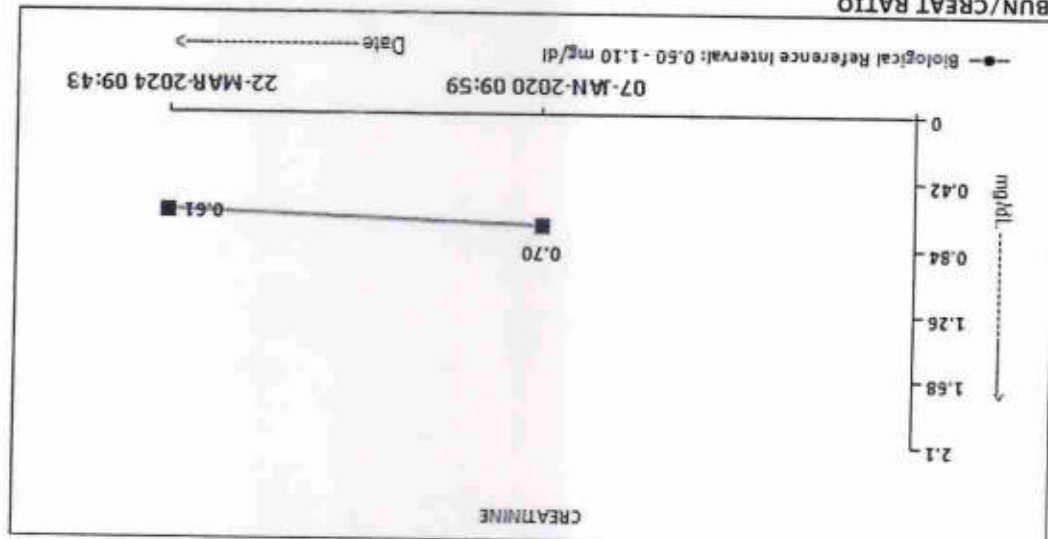 CREATININE
2.1
1.68
1.26
0.84
0.42
0
mg/dL ---------->
0.70
0.61
07-JAN-2020 09:59
22-MAR-2024 09:43
Biological Reference Interval: 0.60 - 1.10 mg/dl
Date ---------------->
BUN/CREAT RATIO